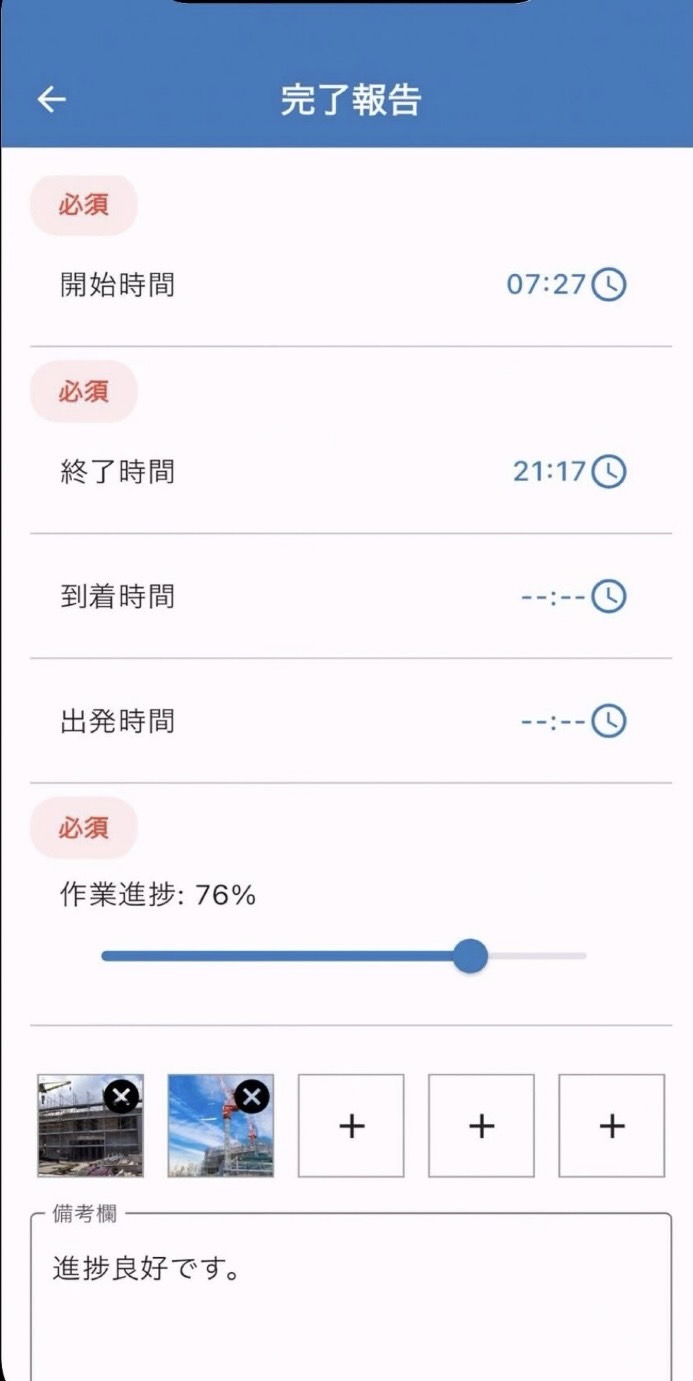 完了報告
必須
開始時間 07:27
必須
終了時間 21:17
到着時間 --:--
出発時間 --:--
必須
作業進捗: 76%
備考欄
進捗良好です。